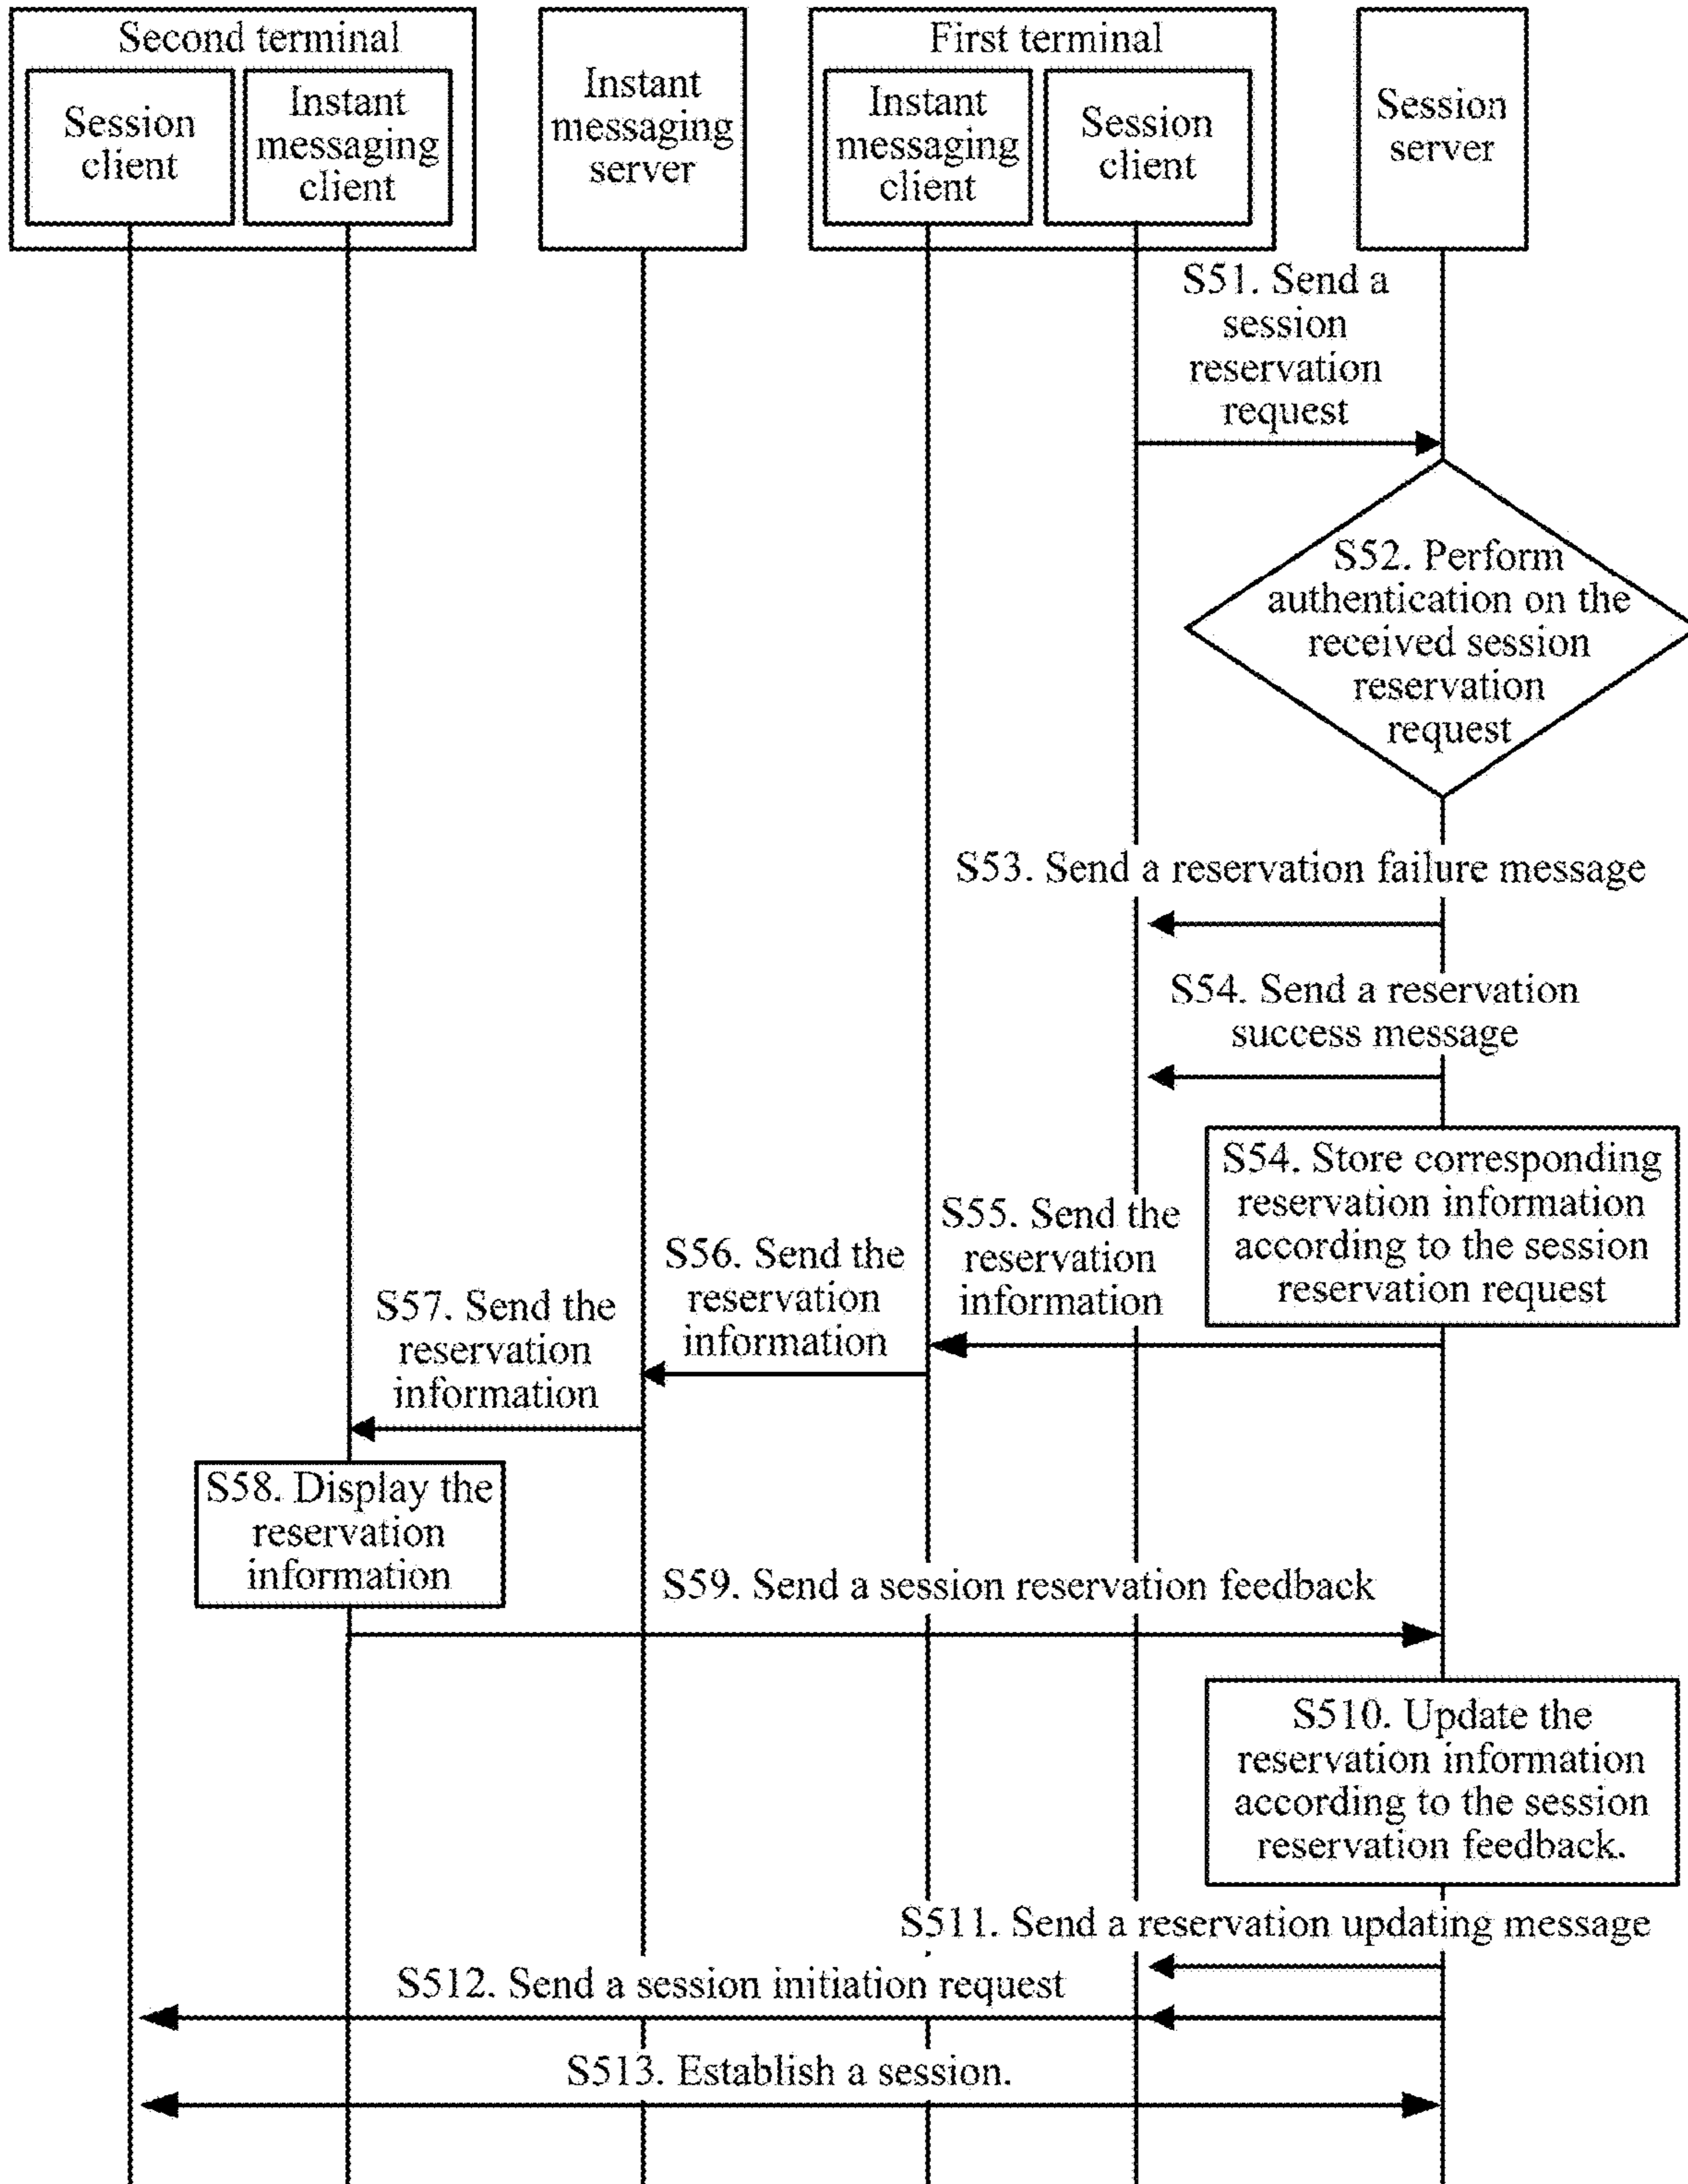 Second terminal
Session
client
Instant
messaging
client
Instant
messaging
server
First terminal
Instant
messaging
client
Session
client
Session
server
S51. Send a
session
reservation
request
S52. Perform
authentication on the
received session
reservation
request
S53. Send a reservation failure message
S54. Send a reservation
success message
S54. Store corresponding
reservation information
according to the session
reservation request
S55. Send the
reservation
information
S56. Send the
reservation
information
S57. Send the
reservation
information
S58. Display the
reservation
information
S59. Send a session reservation feedback
S510. Update the
reservation information
according to the session
reservation feedback.
S511. Send a reservation updating message
S512. Send a session initiation request
S513. Establish a session.